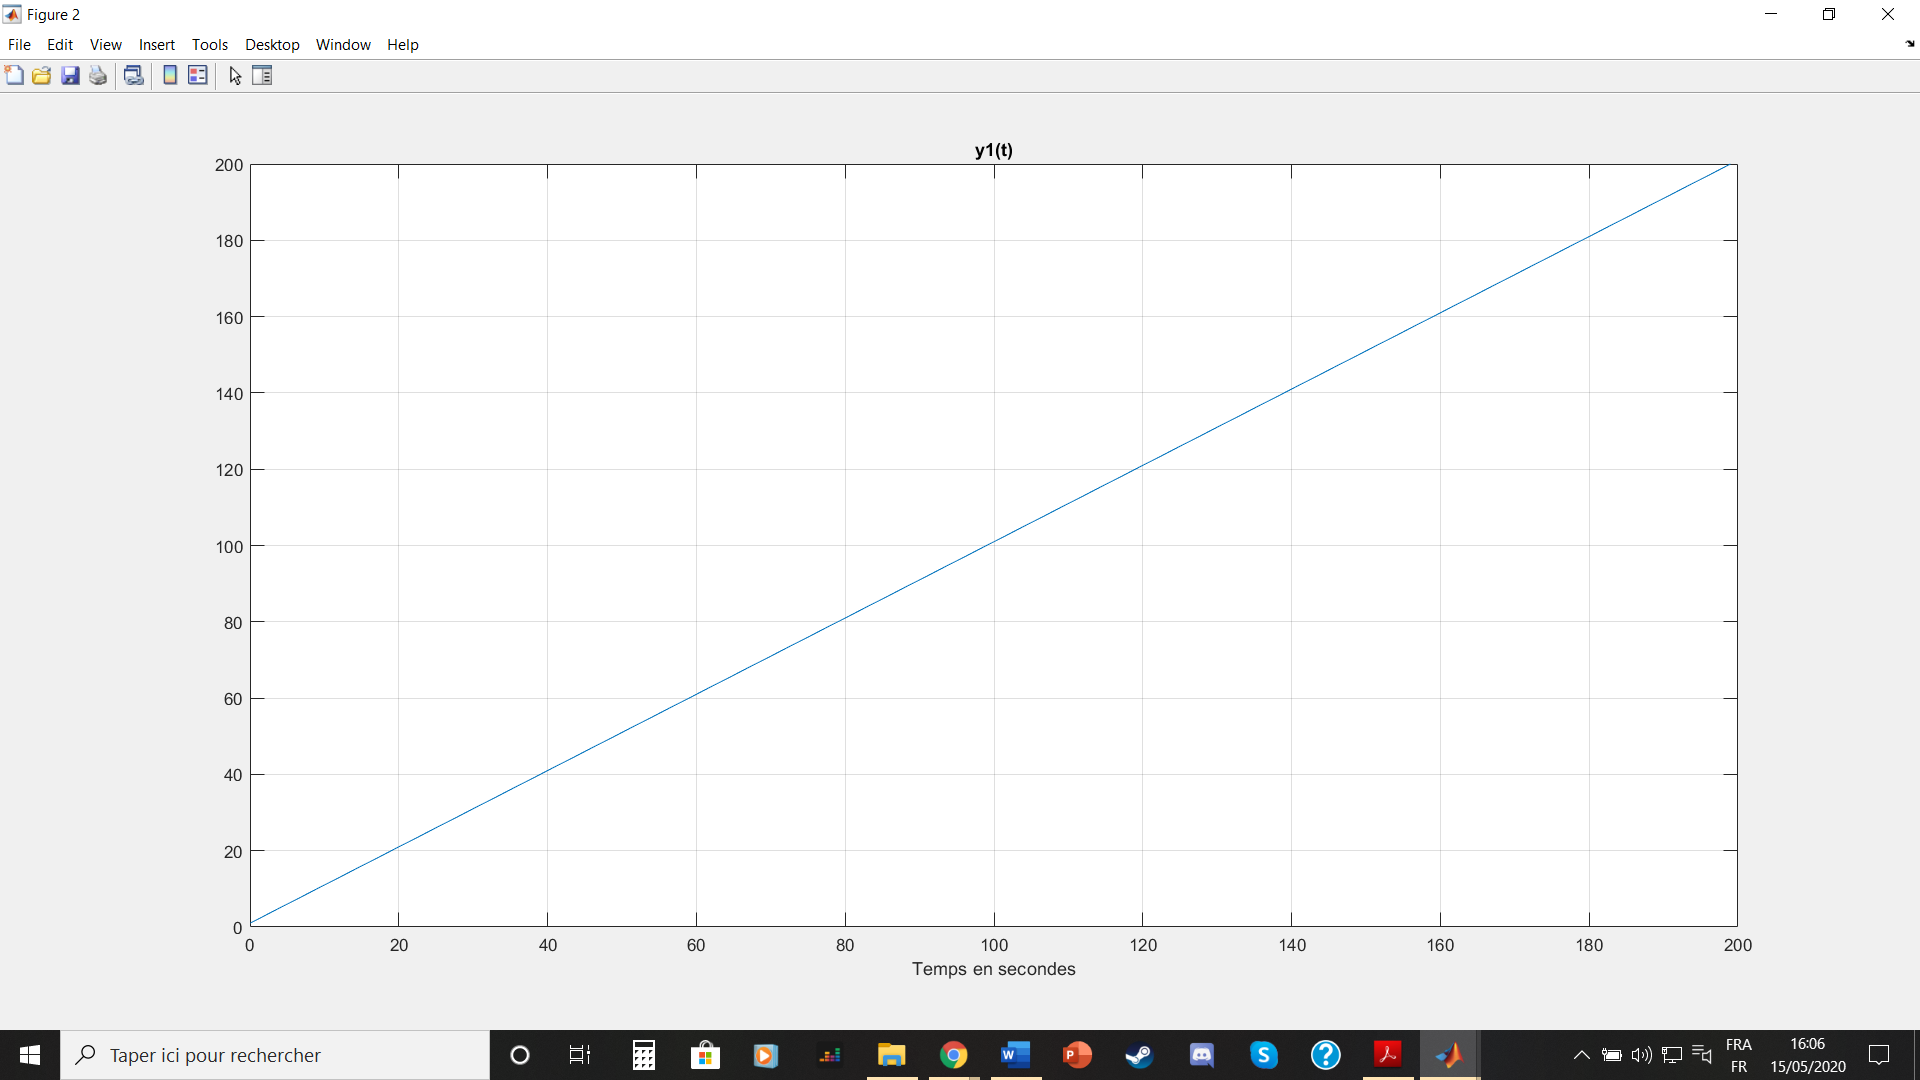 Figure 2
File Edit View Insert Tools Desktop Window Help
y1(t)
200
180
160
140
120
100
80
60
40
20
0
0 20 40 60 80 100 120 140 160 180 200
Temps en secondes
Taper ici pour rechercher
W
P
S
?
FRA
FR
16:06
15/05/2020